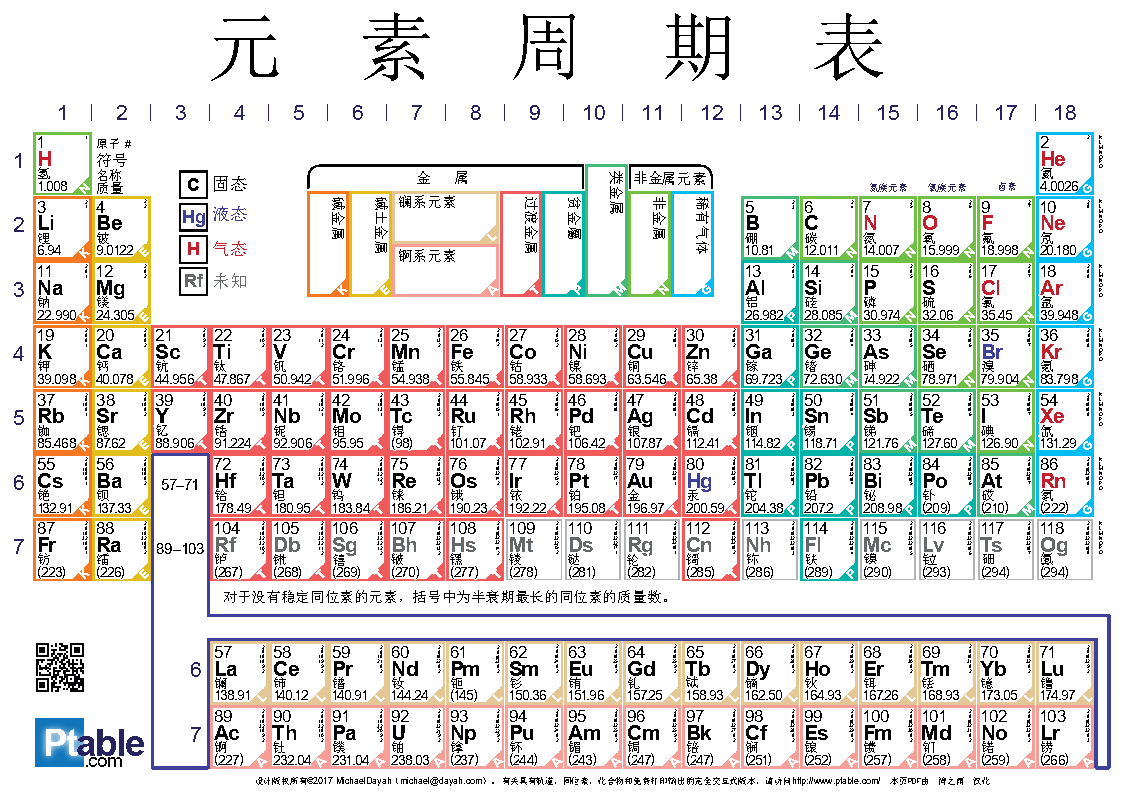 元 素 周 期 表
1 2 3 4 5 6 7 8 9 10 11 12 13 14 15 16 17 18
1
1 H 氢 1.008 N
原子 #
符号
名称
质量
C 固态
Hg 液态
H 气态
Rf 未知
金 属
类金属
非金属元素
碱金属 K
碱土金属 E
镧系元素
锕系元素 A
过渡金属 T
贫金属 P
M
非金属 N
稀有气体 G
氮族元素 氧族元素 卤素
2 He 氦 4.0026 G
2
3 Li 锂 6.94 K
4 Be 铍 9.0122 E
5 B 硼 10.81 M
6 C 碳 12.011 N
7 N 氮 14.007 N
8 O 氧 15.999 N
9 F 氟 18.998 N
10 Ne 氖 20.180 G
3
11 Na 钠 22.990 K
12 Mg 镁 24.305 E
13 Al 铝 26.982 P
14 Si 硅 28.085 M
15 P 磷 30.974 N
16 S 硫 32.06 N
17 Cl 氯 35.45 N
18 Ar 氩 39.948 G
4
19 K 钾 39.098 K
20 Ca 钙 40.078 E
21 Sc 钪 44.956 T
22 Ti 钛 47.867 T
23 V 钒 50.942 T
24 Cr 铬 51.996 T
25 Mn 锰 54.938 T
26 Fe 铁 55.845 T
27 Co 钴 58.933 T
28 Ni 镍 58.693 T
29 Cu 铜 63.546 T
30 Zn 锌 65.38 T
31 Ga 镓 69.723 P
32 Ge 锗 72.630 M
33 As 砷 74.922 M
34 Se 硒 78.971 N
35 Br 溴 79.904 N
36 Kr 氪 83.798 G
5
37 Rb 铷 85.468 K
38 Sr 锶 87.62 E
39 Y 钇 88.906 T
40 Zr 锆 91.224 T
41 Nb 铌 92.906 T
42 Mo 钼 95.95 T
43 Tc 锝 (98) T
44 Ru 钌 101.07 T
45 Rh 铑 102.91 T
46 Pd 钯 106.42 T
47 Ag 银 107.87 T
48 Cd 镉 112.41 T
49 In 铟 114.82 P
50 Sn 锡 118.71 P
51 Sb 锑 121.76 M
52 Te 碲 127.60 M
53 I 碘 126.90 N
54 Xe 氙 131.29 G
6
55 Cs 铯 132.91 K
56 Ba 钡 137.33 E
57–71
72 Hf 铪 178.49 T
73 Ta 钽 180.95 T
74 W 钨 183.84 T
75 Re 铼 186.21 T
76 Os 锇 190.23 T
77 Ir 铱 192.22 T
78 Pt 铂 195.08 T
79 Au 金 196.97 T
80 Hg 汞 200.59 T
81 Tl 铊 204.38 P
82 Pb 铅 207.2 P
83 Bi 铋 208.98 P
84 Po 钋 (209) P
85 At 砹 (210) M
86 Rn 氡 (222) G
7
87 Fr 钫 (223) K
88 Ra 镭 (226) E
89–103
104 Rf (267) T
105 Db (268) T
106 Sg (269) T
107 Bh (270) T
108 Hs (277) T
109 Mt (278)
110 Ds (281)
111 Rg (282)
112 Cn (285) T
113 Nh (286)
114 Fl (289) P
115 Mc (290)
116 Lv (293)
117 Ts (294)
118 Og (294)
对于没有稳定同位素的元素，括号中为半衰期最长的同位素的质量数。
6
57 La 镧 138.91
58 Ce 铈 140.12
59 Pr 镨 140.91
60 Nd 钕 144.24
61 Pm 钷 (145)
62 Sm 钐 150.36
63 Eu 铕 151.96
64 Gd 钆 157.25
65 Tb 铽 158.93
66 Dy 镝 162.50
67 Ho 钬 164.93
68 Er 铒 167.26
69 Tm 铥 168.93
70 Yb 镱 173.05
71 Lu 镥 174.97
7
89 Ac 锕 (227) A
90 Th 钍 232.04 A
91 Pa 镤 231.04 A
92 U 铀 238.03 A
93 Np 镎 (237) A
94 Pu 钚 (244) A
95 Am 镅 (243) A
96 Cm 锔 (247) A
97 Bk 锫 (247) A
98 Cf 锎 (251) A
99 Es 锿 (252) A
100 Fm 镄 (257) A
101 Md 钔 (258) A
102 No 锘 (259) A
103 Lr 铹 (266) A
Ptable
.com
设计版权所有©2017 MichaelDayah（michael@dayah.com）。有关具有轨道，同位素，化合物和免费打印输出的完全交互式版本，请访问http://www.ptable.com/ 本页PDF由 汉化